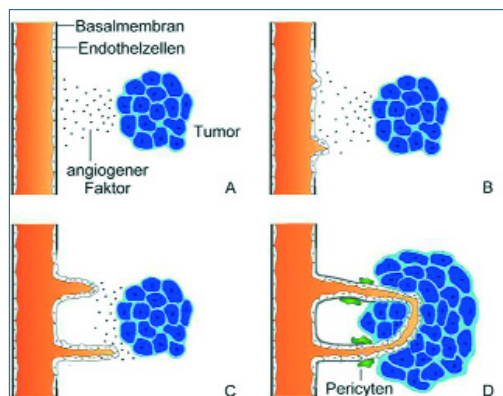 Basalmembran
Endothelzellen
Tumor
angiogener
Faktor
A
B
C
Pericyten
D